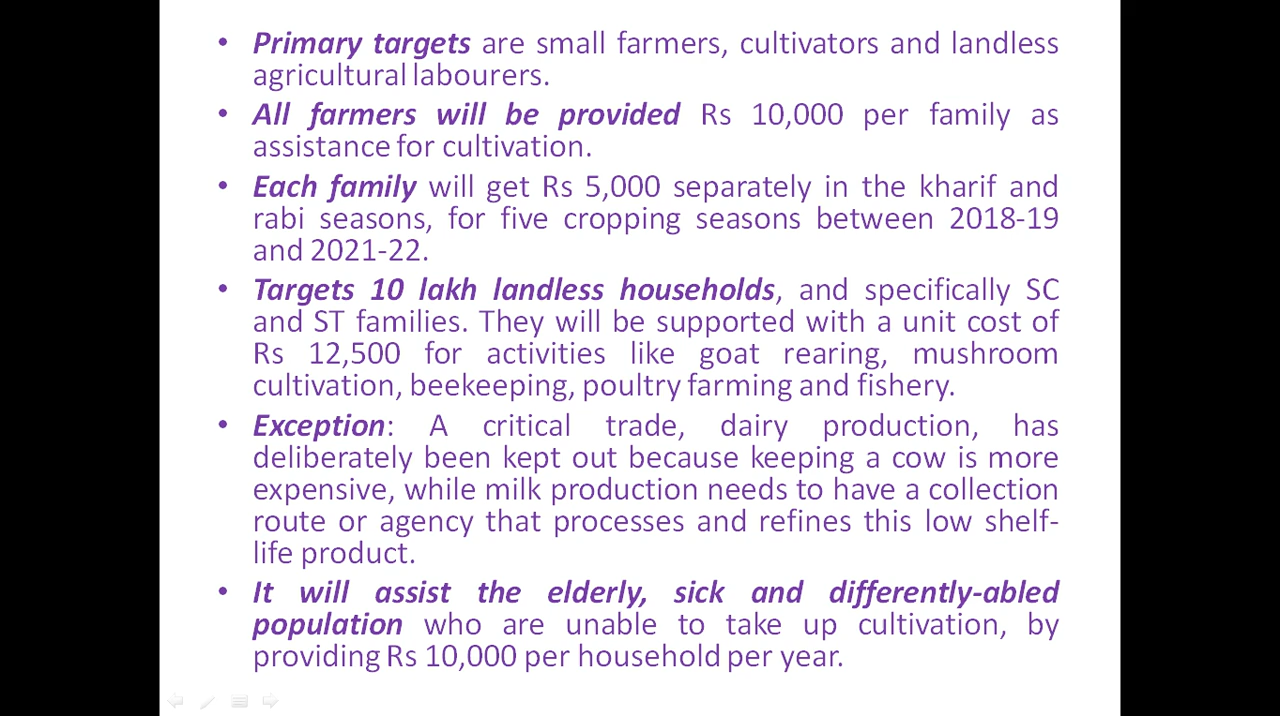 • Primary targets are small farmers, cultivators and landless
agricultural labourers.
• All farmers will be provided Rs 10,000 per family as
assistance for cultivation.
• Each family will get Rs 5,000 separately in the kharif and
rabi seasons, for five cropping seasons between 2018-19
and 2021-22.
• Targets 10 lakh landless households, and specifically SC
and ST families. They will be supported with a unit cost of
Rs 12,500 for activities like goat rearing, mushroom
cultivation, beekeeping, poultry farming and fishery.
• Exception: A critical trade, dairy production, has
deliberately been kept out because keeping a cow is more
expensive, while milk production needs to have a collection
route or agency that processes and refines this low shelf-
life product.
• It will assist the elderly, sick and differently-abled
population who are unable to take up cultivation, by
providing Rs 10,000 per household per year.